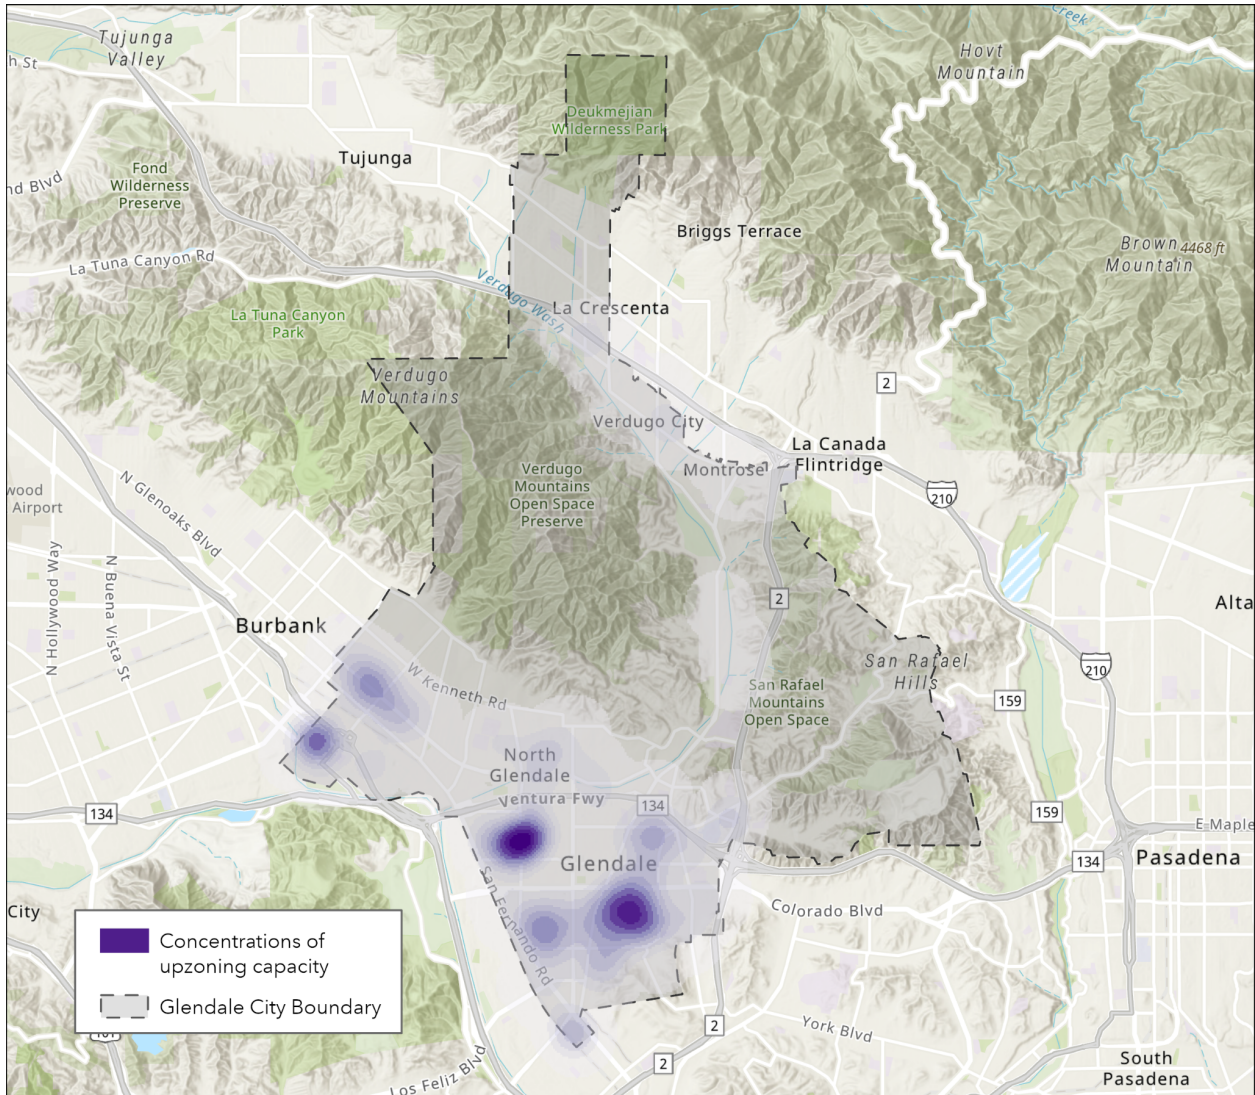 Creek
Tujunga
Valley
Hovt
Mountain
h St
Deukmejian
Wilderness Park
Tujunga
Fond
Wilderness
Preserve
nd Blvd
Briggs Terrace
Brown 4468 ft
Mountain
La Tuna Canyon Rd
Verdugo Wash
La Crescenta
La Tuna Canyon
Park
Verdugo
Mountains
2
Verdugo City
La Canada
Flintridge
Montrose
Verdugo
Mountains
Open Space
Preserve
wood
Airport
N Glenoaks Blvd
210
N Hollywood Way
N Buena Vista St
2
Alta
Burbank
San Rafael
Hills
210
W Kenneth Rd
San Rafael
Mountains
Open Space
159
North
Glendale
Ventura Fwy
134
134
159
E Maple
Glendale
134
Pasadena
San Fernando Rd
Colorado Blvd
City
Concentrations of
upzoning capacity
Glendale City Boundary
101
2
York Blvd
2
Los Feliz Blvd
South
Pasadena